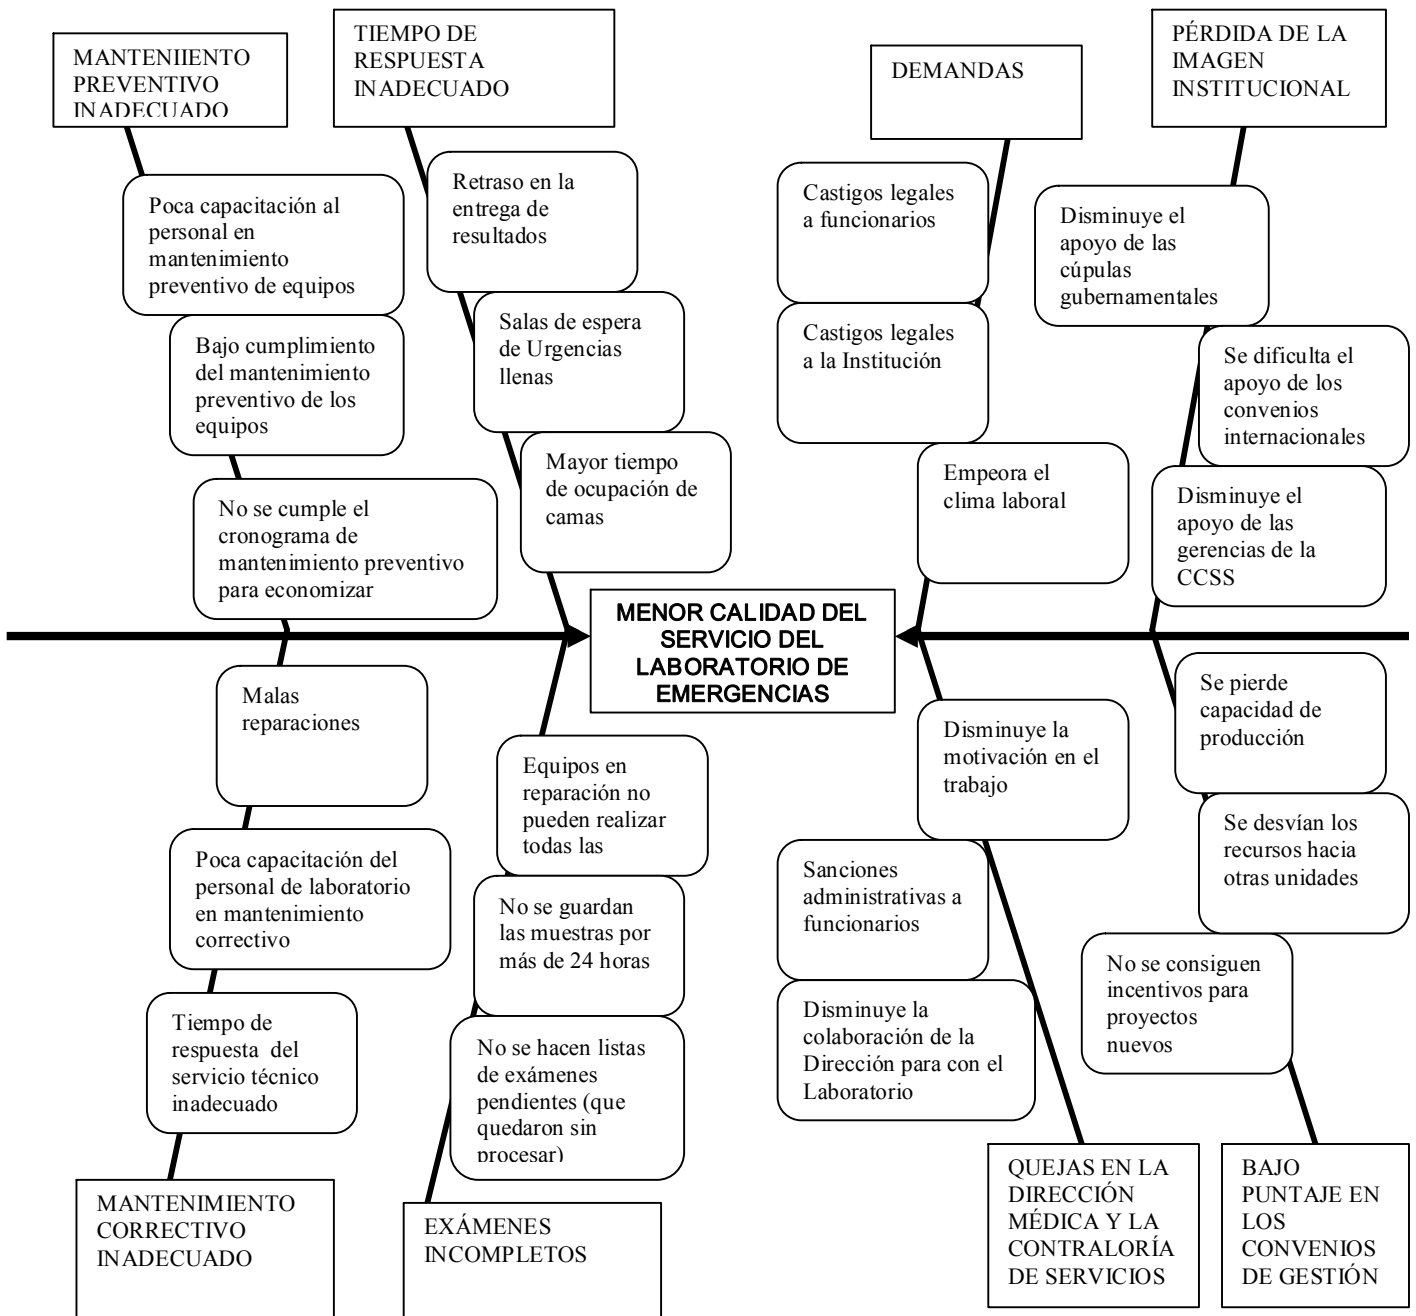 MANTENIIENTO
PREVENTIVO
INADECUADO
TIEMPO DE
RESPUESTA
INADECUADO
DEMANDAS
PÉRDIDA DE LA
IMAGEN
INSTITUCIONAL
Poca capacitación al
personal en
mantenimiento
preventivo de equipos
Bajo cumplimiento
del mantenimiento
preventivo de los
equipos
No se cumple el
cronograma de
mantenimiento preventivo
para economizar
Retraso en la
entrega de
resultados
Salas de espera
de Urgencias
llenas
Mayor tiempo
de ocupación de
camas
Castigos legales
a funcionarios
Castigos legales
a la Institución
Empeora el
clima laboral
Disminuye el
apoyo de las
cúpulas
gubernamentales
Se dificulta el
apoyo de los
convenios
internacionales
Disminuye el
apoyo de las
gerencias de la
CCSS
MENOR CALIDAD DEL
SERVICIO DEL
LABORATORIO DE
EMERGENCIAS
Malas
reparaciones
Poca capacitación del
personal de laboratorio
en mantenimiento
correctivo
Tiempo de
respuesta del
servicio técnico
inadecuado
Equipos en
reparación no
pueden realizar
todas las
No se guardan
las muestras por
más de 24 horas
No se hacen listas
de exámenes
pendientes (que
quedaron sin
procesar)
Disminuye la
motivación en el
trabajo
Sanciones
administrativas a
funcionarios
Disminuye la
colaboración de la
Dirección para con el
Laboratorio
Se pierde
capacidad de
producción
Se desvían los
recursos hacia
otras unidades
No se consiguen
incentivos para
proyectos
nuevos
MANTENIMIENTO
CORRECTIVO
INADECUADO
EXÁMENES
INCOMPLETOS
QUEJAS EN LA
DIRECCIÓN
MÉDICA Y LA
CONTRALORÍA
DE SERVICIOS
BAJO
PUNTAJE EN
LOS
CONVENIOS
DE GESTIÓN